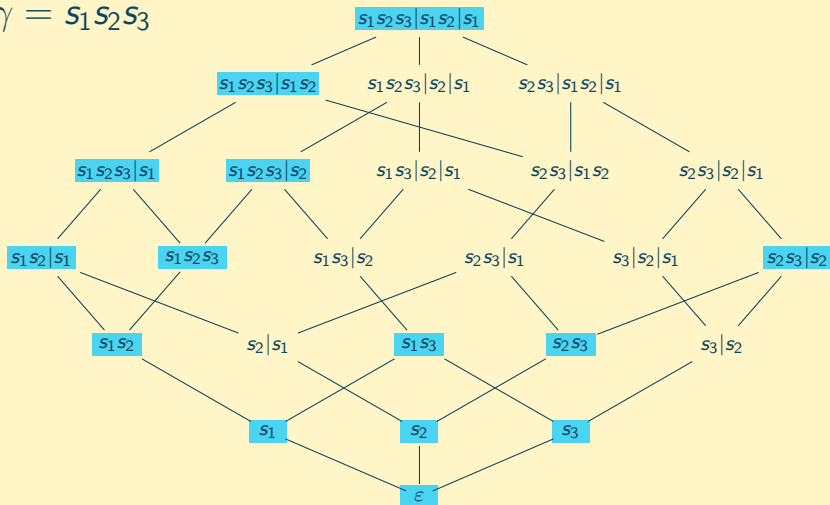 γ = s₁s₂s₃
s₁s₂s₃|s₁s₂|s₁
s₁s₂s₃|s₁s₂ s₁s₂s₃|s₂|s₁ s₂s₃|s₁s₂|s₁
s₁s₂s₃|s₁ s₁s₂s₃|s₂ s₁s₃|s₂|s₁ s₂s₃|s₁s₂ s₂s₃|s₂|s₁
s₁s₂|s₁ s₁s₂s₃ s₁s₃|s₂ s₂s₃|s₁ s₃|s₂|s₁ s₂s₃|s₂
s₁s₂ s₂|s₁ s₁s₃ s₂s₃ s₃|s₂
s₁ s₂ s₃
ε